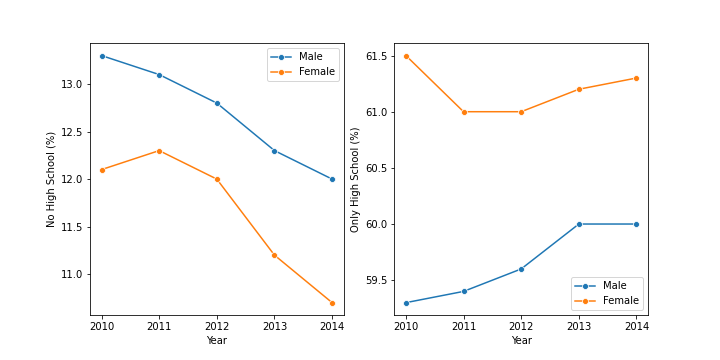 No High School (%)
13.0
12.5
12.0
11.5
11.0
2010 2011 2012 2013 2014
Year
Male
Female
Only High School (%)
61.5
61.0
60.5
60.0
59.5
2010 2011 2012 2013 2014
Year
Male
Female